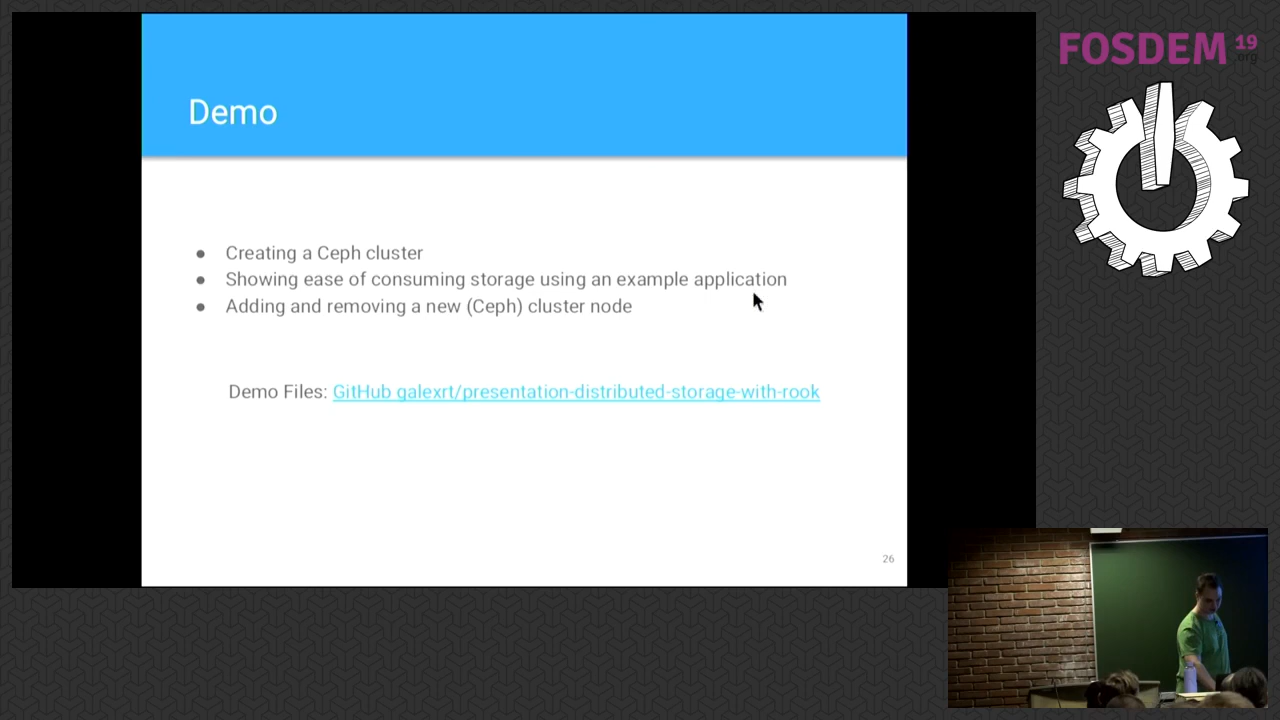 FOSDEM 19
.org
Demo
● Creating a Ceph cluster
● Showing ease of consuming storage using an example application
● Adding and removing a new (Ceph) cluster node
Demo Files: GitHub galexrt/presentation-distributed-storage-with-rook
26